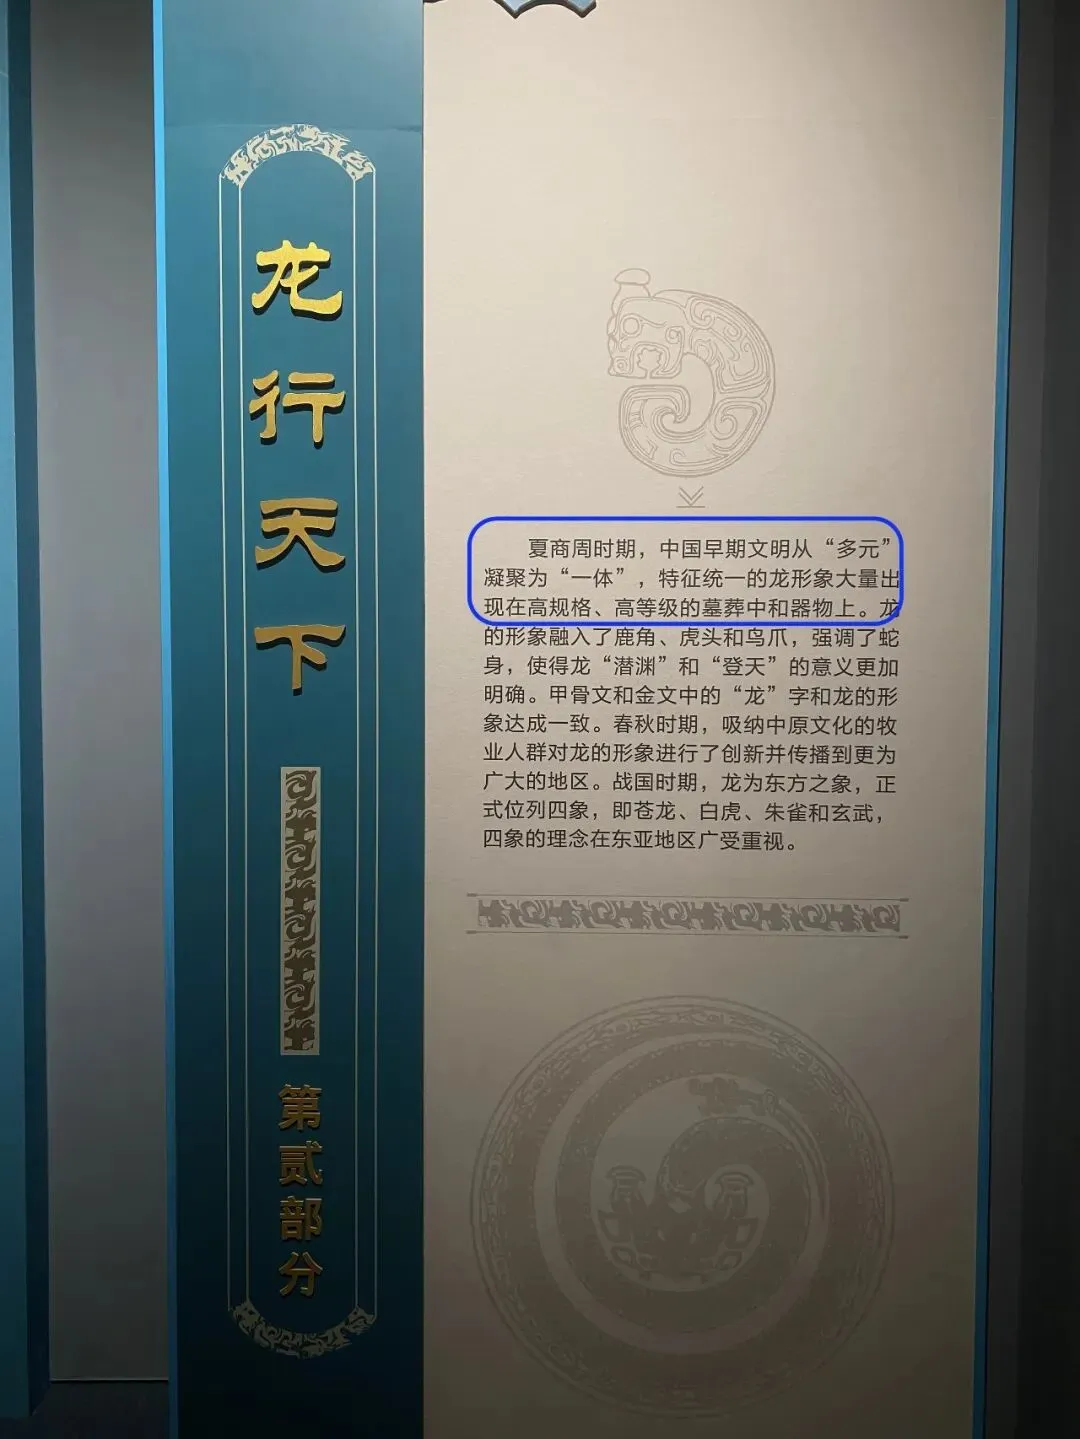 龙行天下
第贰部分
夏商周时期，中国早期文明从“多元”
凝聚为“一体”，特征统一的龙形象大量出
现在高规格、高等级的墓葬中和器物上。龙
的形象融入了鹿角、虎头和鸟爪，强调了蛇
身，使得龙“潜渊”和“登天”的意义更加
明确。甲骨文和金文中的“龙”字和龙的形
象达成一致。春秋时期，吸纳中原文化的牧
业人群对龙的形象进行了创新并传播到更为
广大的地区。战国时期，龙为东方之象，正
式位列四象，即苍龙、白虎、朱雀和玄武，
四象的理念在东亚地区广受重视。